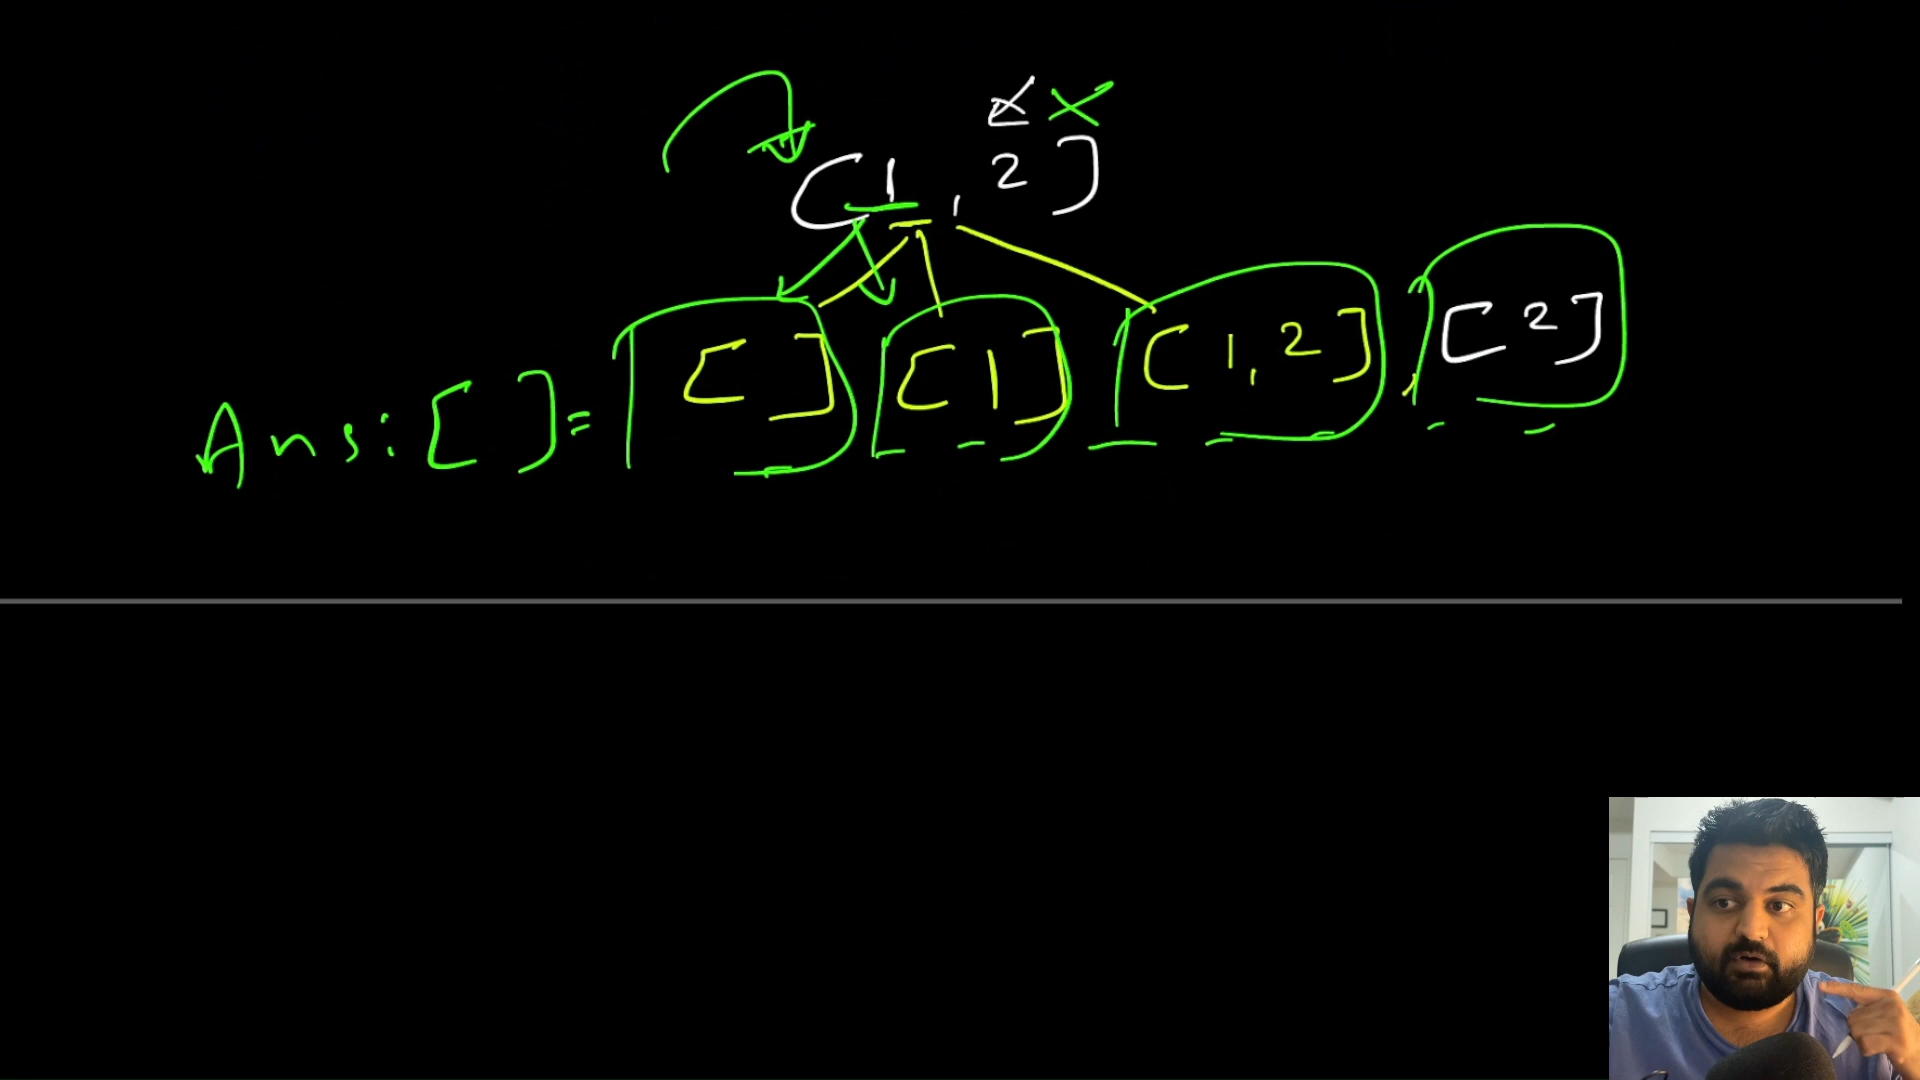 [1, 2]
Ans: [ ] = [ ] [1] [1, 2], [2]